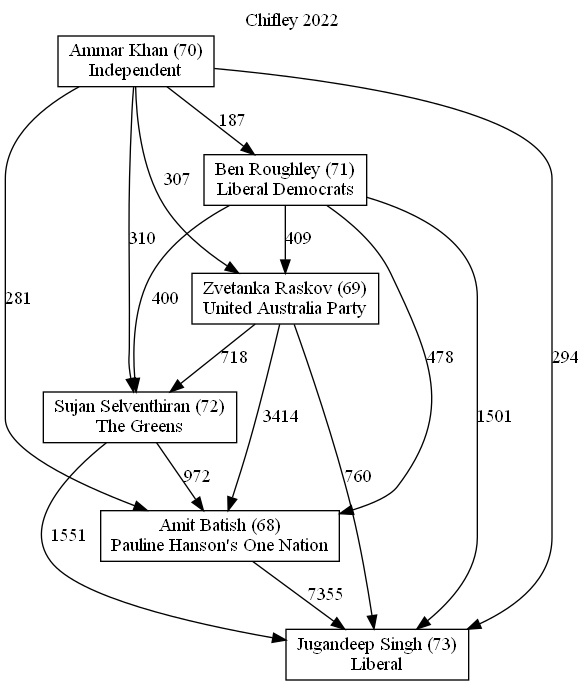 Chifley 2022
Ammar Khan (70)
Independent
187
Ben Roughley (71)
Liberal Democrats
307
310
409
Zvetanka Raskov (69)
United Australia Party
281
400
294
718
478
Sujan Selventhiran (72)
The Greens
3414
1501
972
760
Amit Batish (68)
Pauline Hanson's One Nation
1551
7355
Jugandeep Singh (73)
Liberal